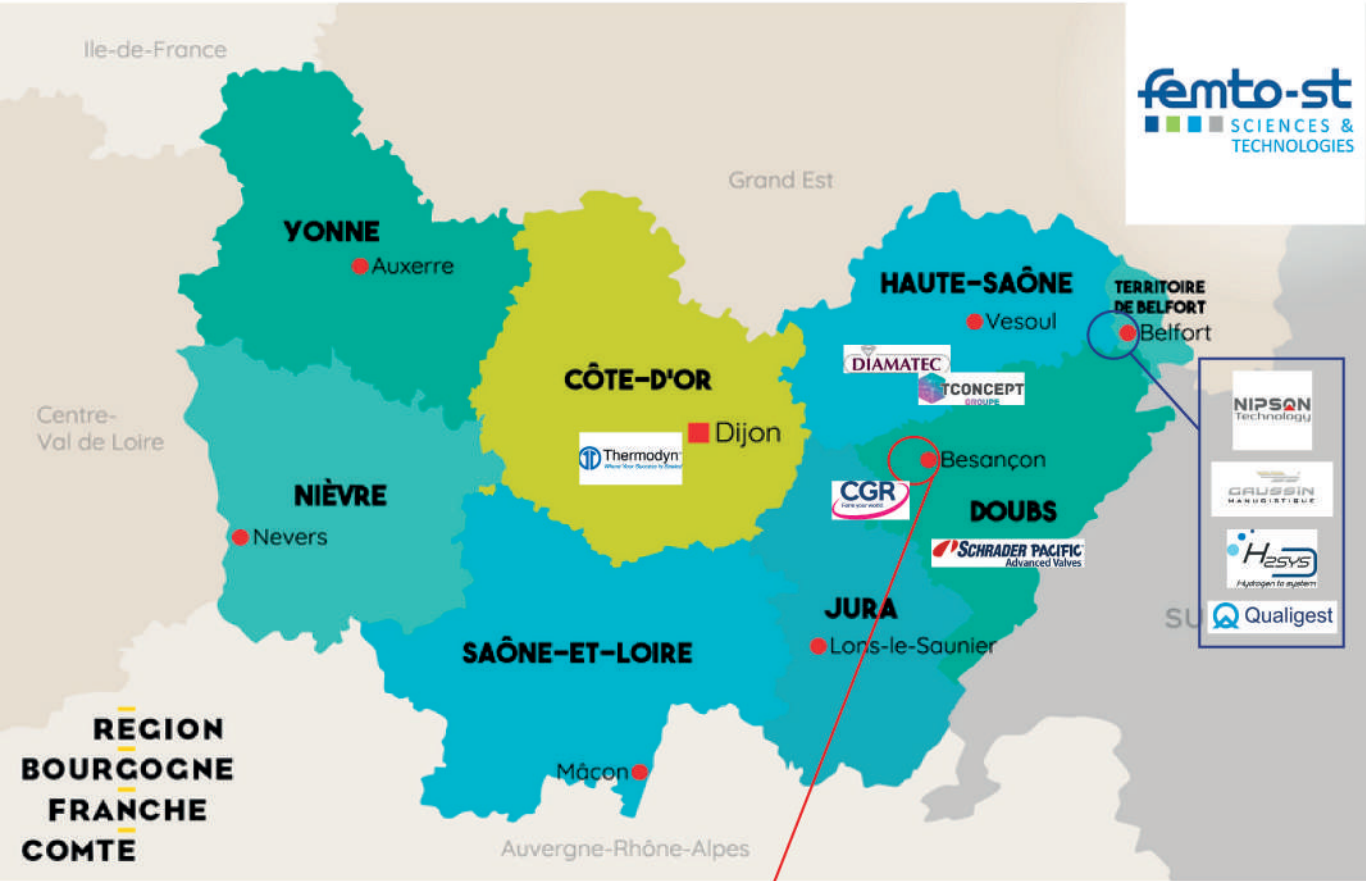 Ile-de-France
femto-st
SCIENCES &
TECHNOLOGIES
Grand Est
YONNE
Auxerre
HAUTE-SAÔNE
Vesoul
TERRITOIRE
DE BELFORT
Belfort
DIAMATEC
TCONCEPT
GROUPE
CÔTE-D'OR
Dijon
Thermodyn
Centre-
Val de Loire
NIÈVRE
Nevers
Besançon
CGR
DOUBS
SCHRADER PACIFIC
Advanced Valves
NIPSON
Technology
GAUSSIN
MANUGISTIQUE
H2SYS
Hydrogen to system
Qualigest
SU
JURA
Lons-le-Saunier
SAÔNE-ET-LOIRE
Mâcon
Auvergne-Rhône-Alpes
REGION
BOURGOGNE
FRANCHE
COMTE